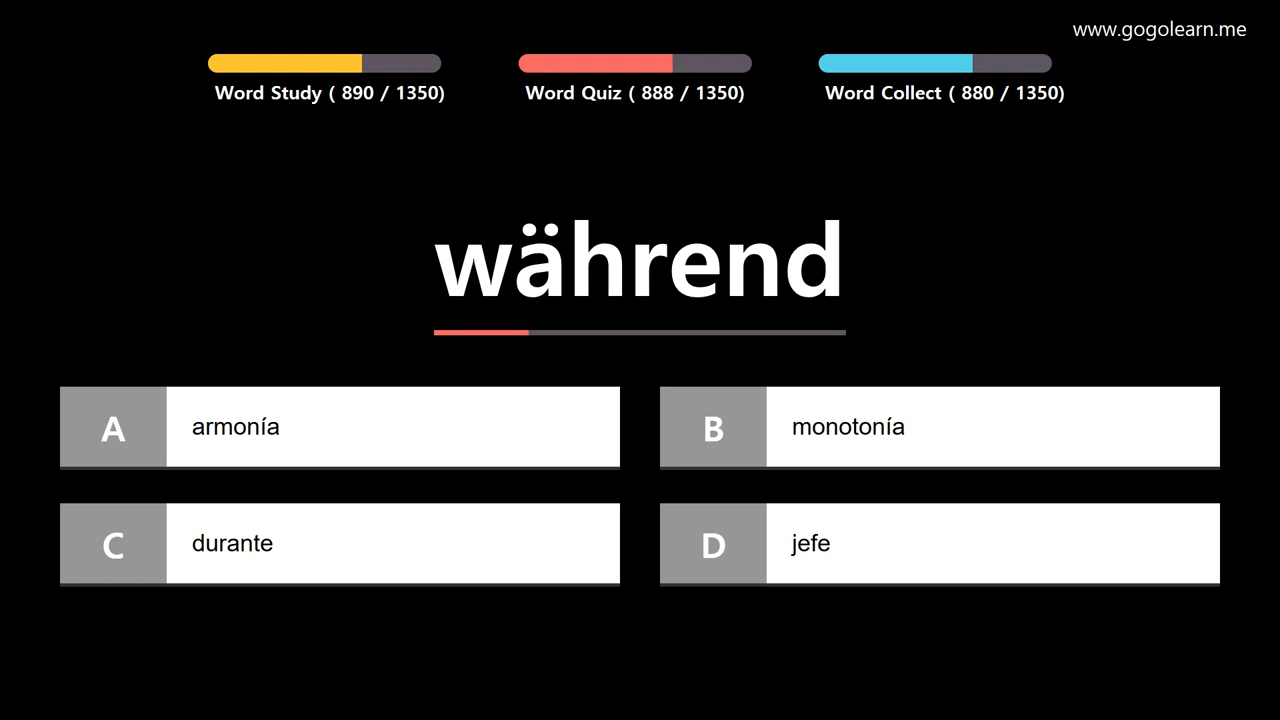 www.gogolearn.me
Word Study ( 890 / 1350)
Word Quiz ( 888 / 1350)
Word Collect ( 880 / 1350)
während
A armonía
B monotonía
C durante
D jefe